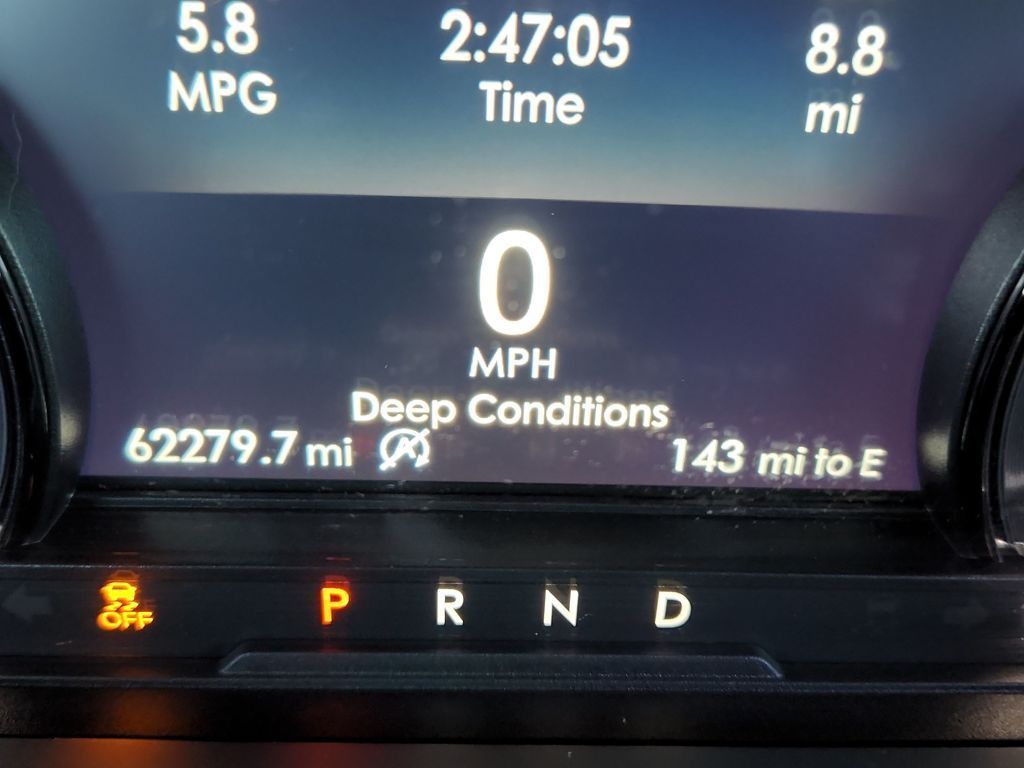 5.8 2:47:05 8.8
MPG Time mi
0
MPH
Deep Conditions
62279.7 mi A 143 mi to E
OFF P R N D